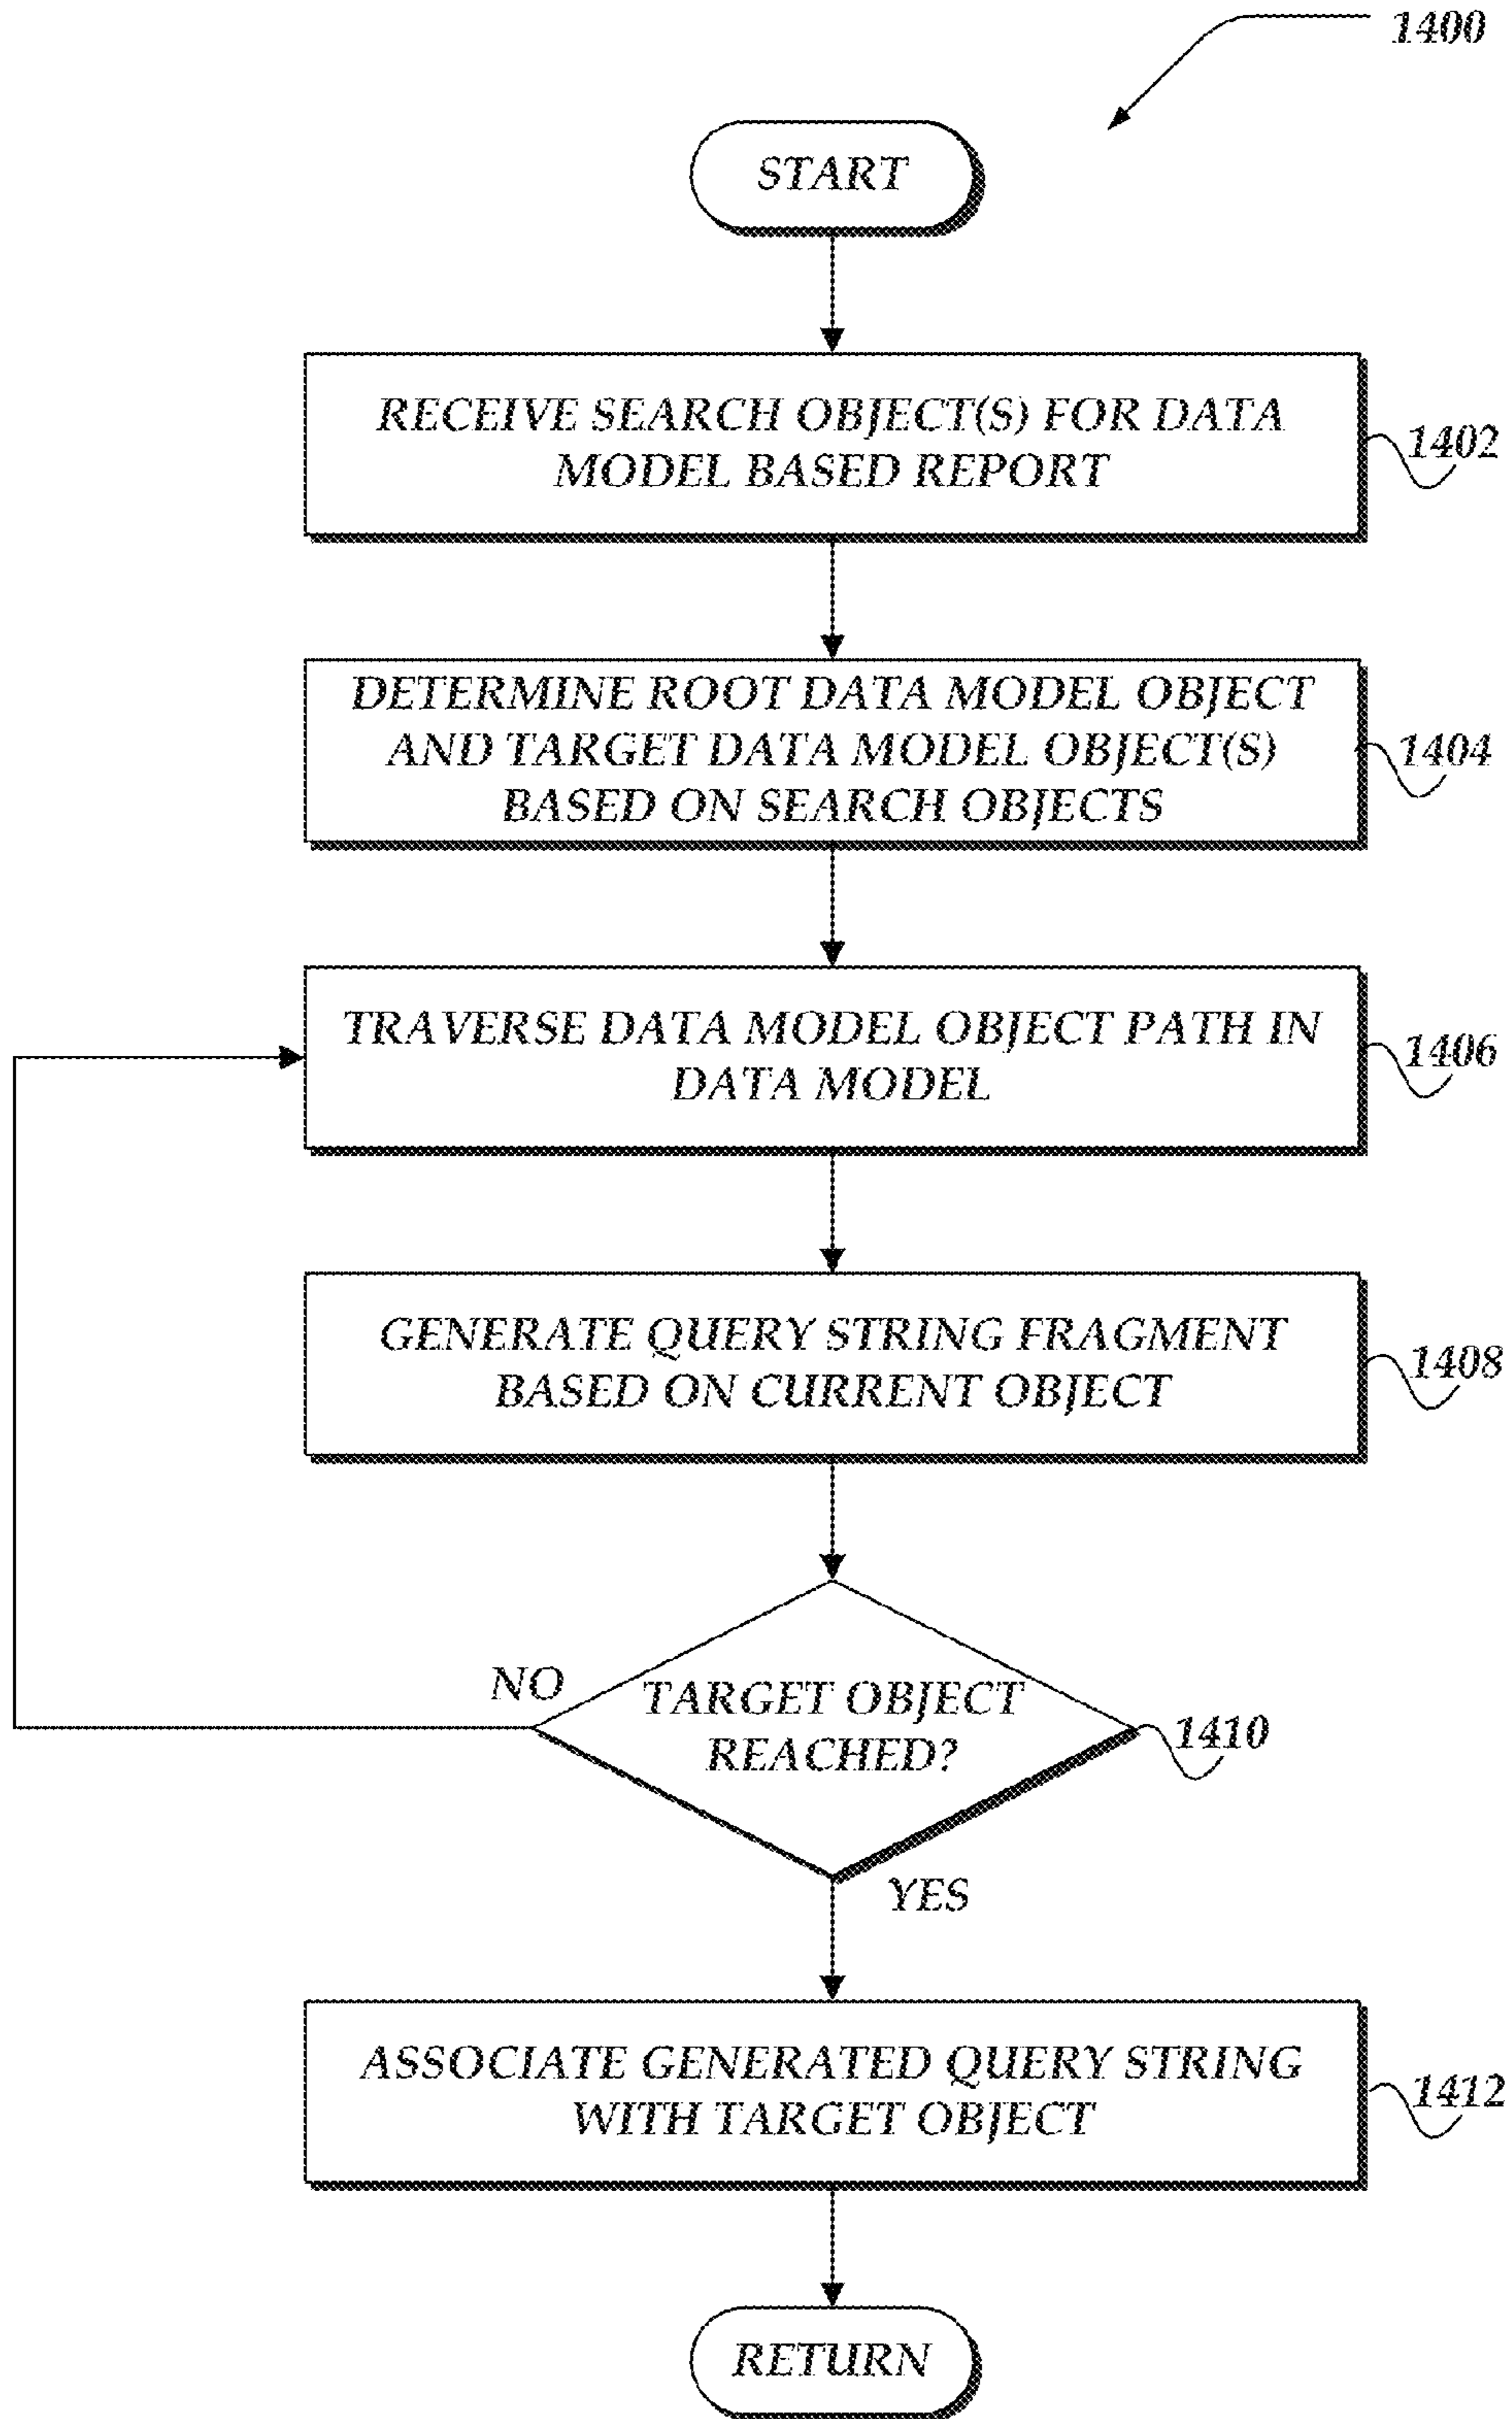 1400
START
RECEIVE SEARCH OBJECT(S) FOR DATA
MODEL BASED REPORT
1402
DETERMINE ROOT DATA MODEL OBJECT
AND TARGET DATA MODEL OBJECT(S)
BASED ON SEARCH OBJECTS
1404
TRAVERSE DATA MODEL OBJECT PATH IN
DATA MODEL
1406
GENERATE QUERY STRING FRAGMENT
BASED ON CURRENT OBJECT
1408
NO
TARGET OBJECT
REACHED?
1410
YES
ASSOCIATE GENERATED QUERY STRING
WITH TARGET OBJECT
1412
RETURN